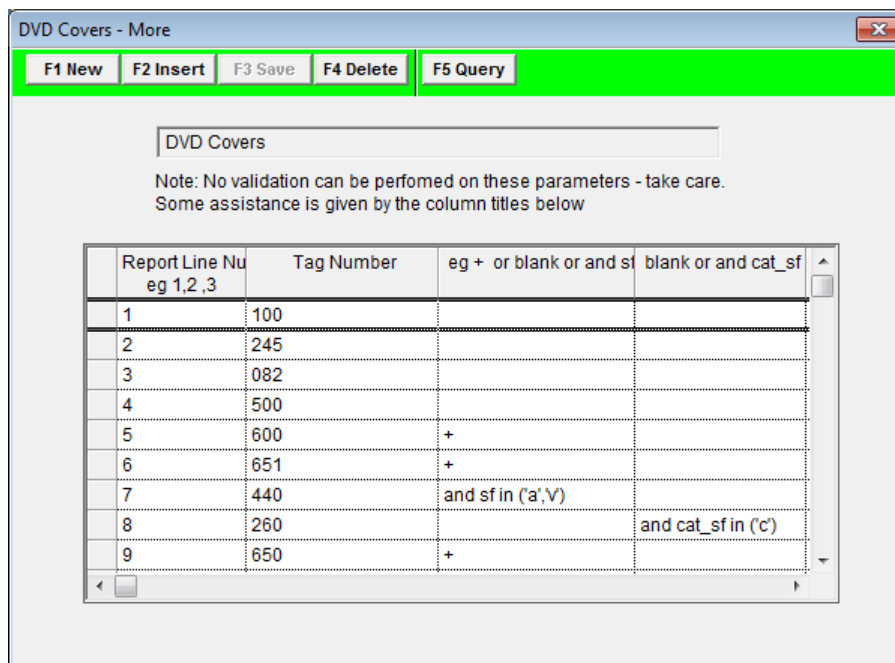 DVD Covers - More
F1 New F2 Insert F3 Save F4 Delete F5 Query
DVD Covers
Note: No validation can be perfomed on these parameters - take care.
Some assistance is given by the column titles below
Report Line Nu Tag Number eg + or blank or and sf blank or and cat_sf
eg 1,2 ,3
1 100
2 245
3 082
4 500
5 600 +
6 651 +
7 440 and sf in ('a','v')
8 260 and cat_sf in ('c')
9 650 +